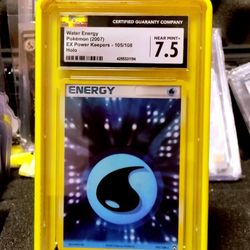 CERTIFIED GUARANTY COMPANY
Water Energy
Pokémon (2007)
EX Power Keepers - 105/108
Holo
NEAR MINT+
7.5
ENERGY